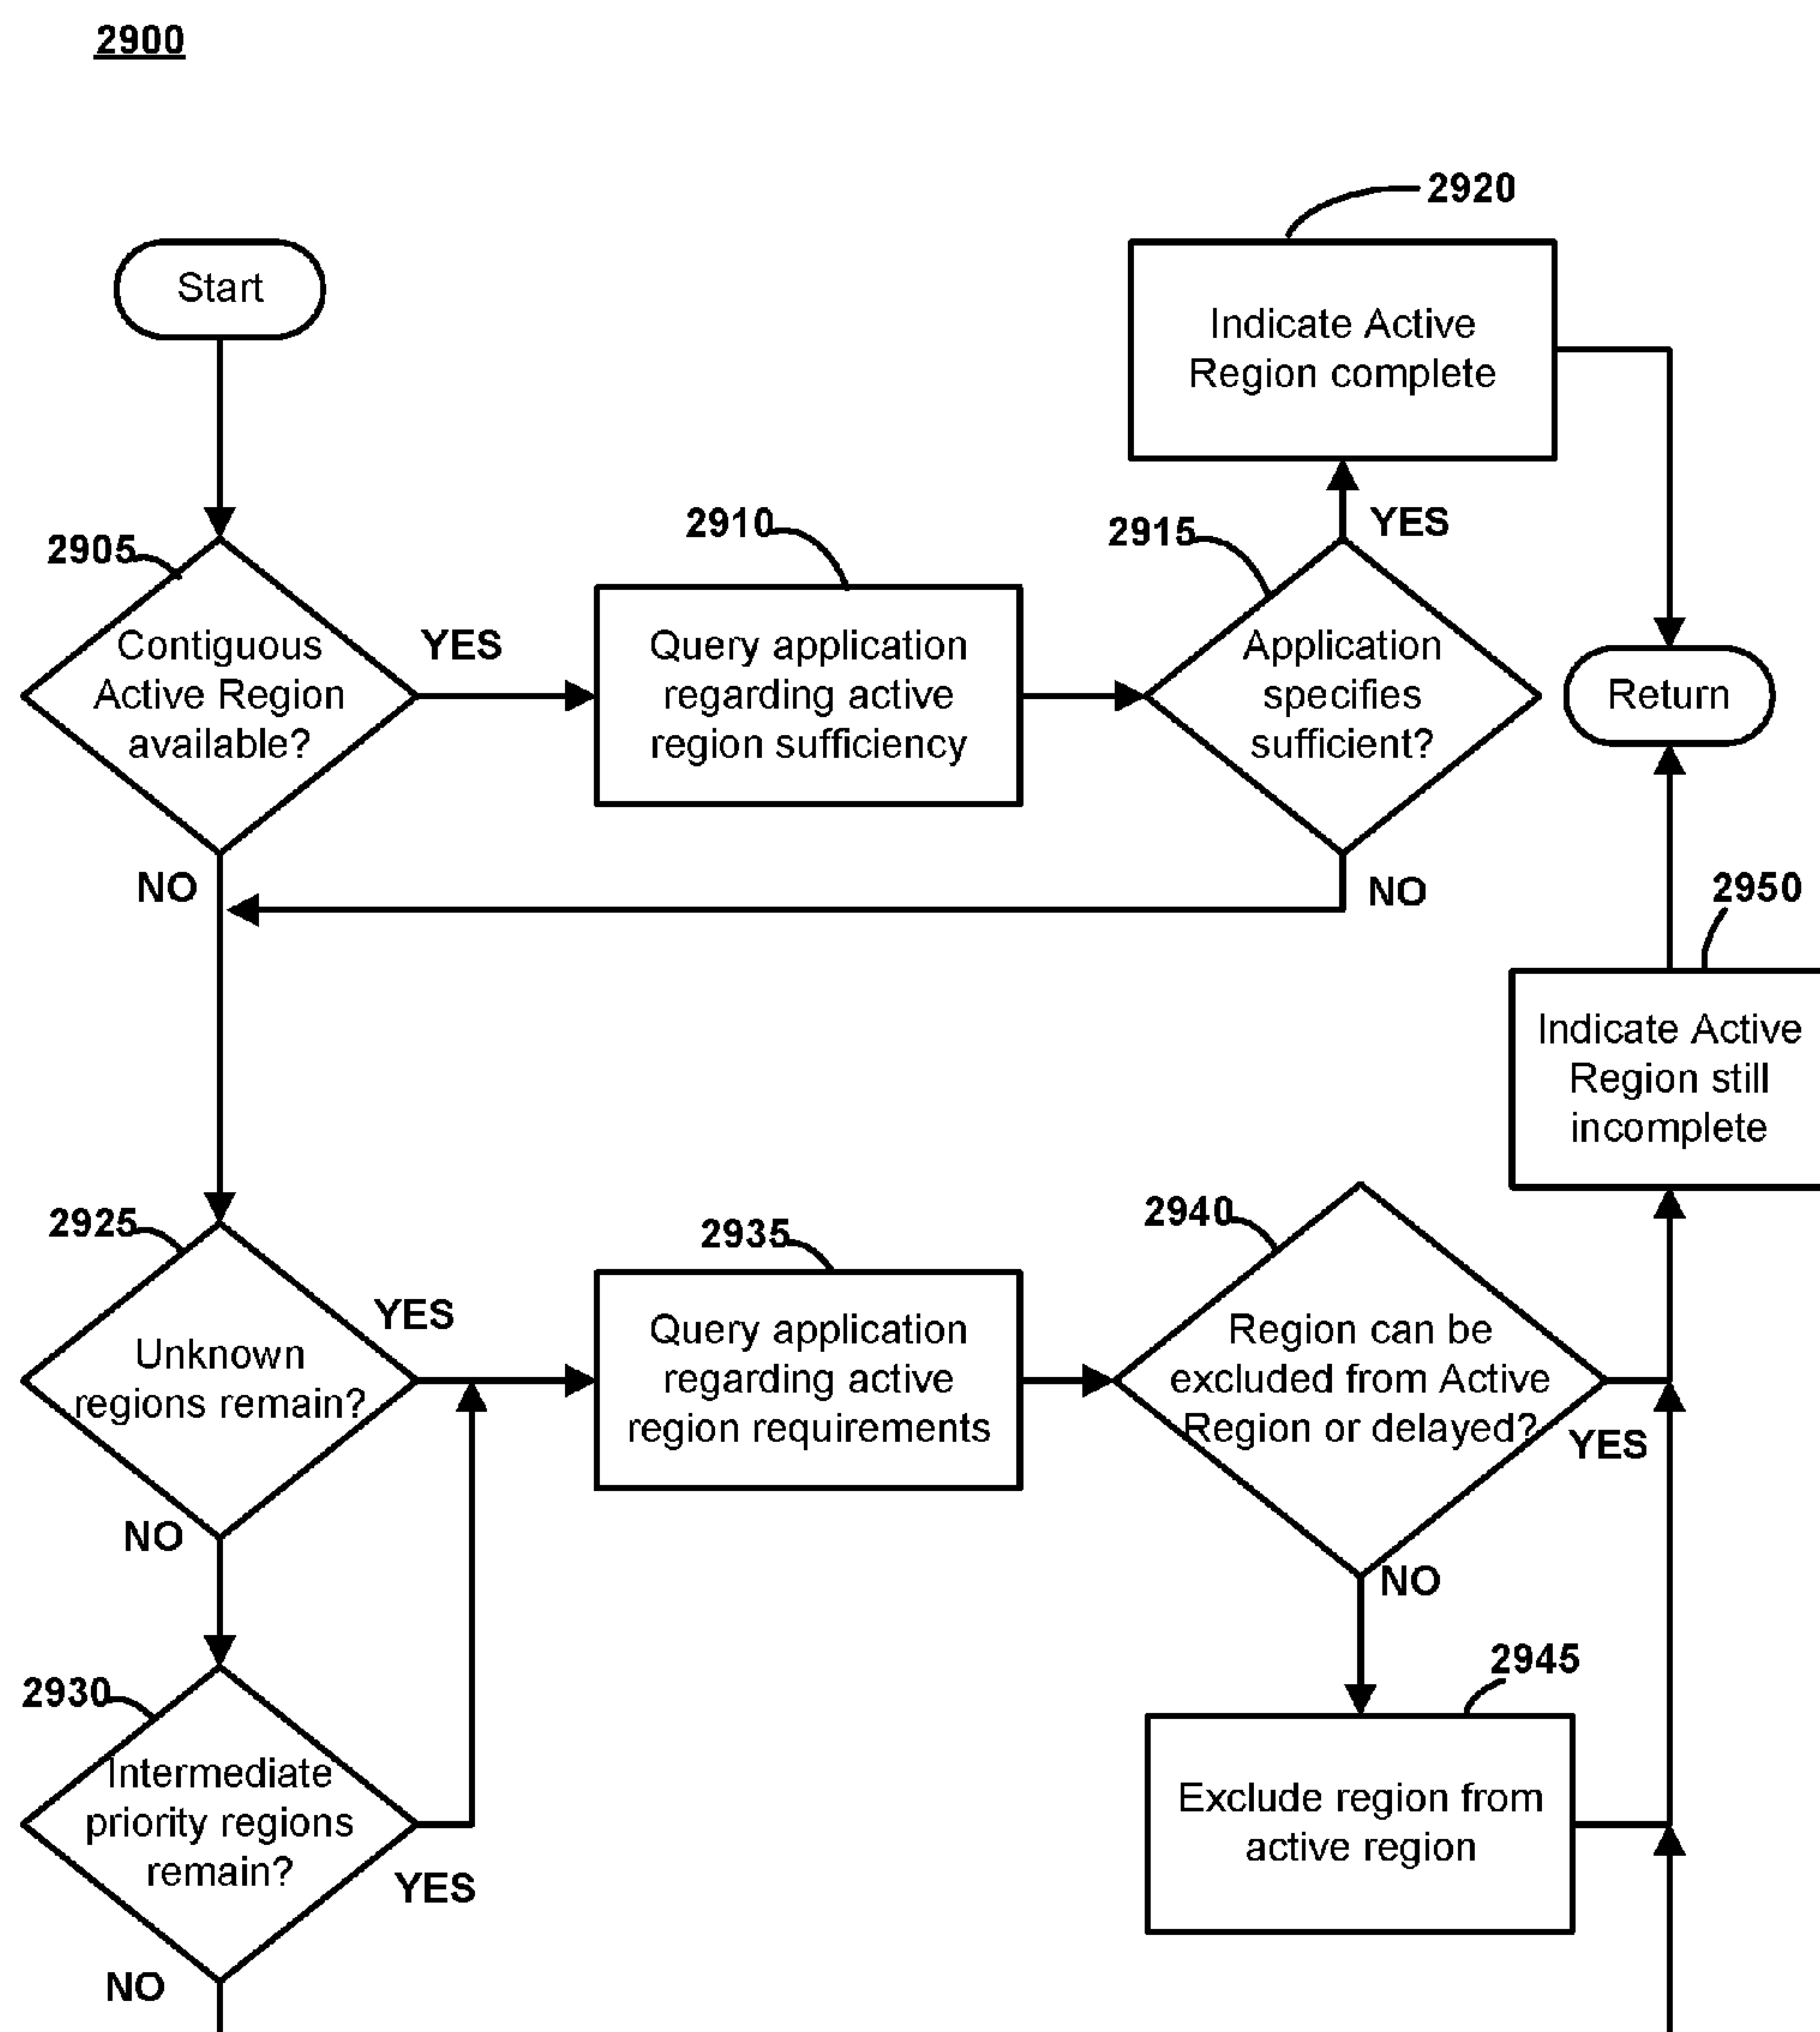 2900
2920
Start
Indicate Active
Region complete
2905
2910
2915
YES
Contiguous
Active Region
available?
YES
Query application
regarding active
region sufficiency
Application
specifies
sufficient?
Return
NO
NO
2950
Indicate Active
Region still
incomplete
2925
2935
2940
YES
Unknown
regions remain?
Query application
regarding active
region requirements
Region can be
excluded from Active
Region or delayed?
YES
NO
NO
2930
2945
Intermediate
priority regions
remain?
YES
Exclude region from
active region
NO